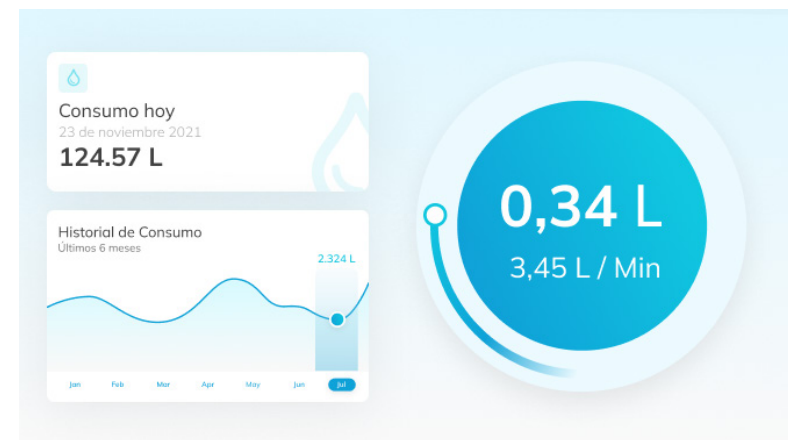 Consumo hoy
23 de noviembre 2021
124.57 L
Historial de Consumo
Últimos 6 meses
2.324 L
Jan Feb Mar Apr May Jun Jul
0,34 L
3,45 L / Min